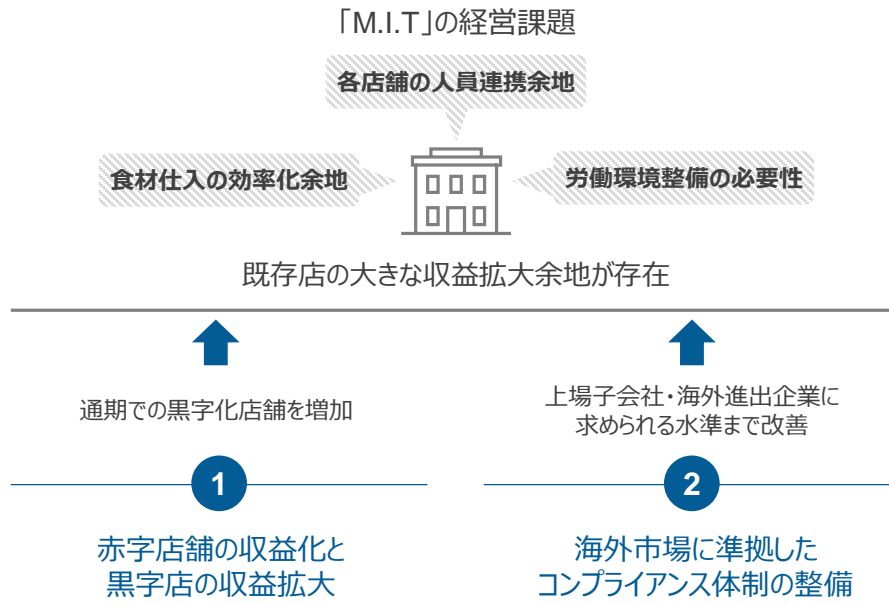 「M.I.T」の経営課題
各店舗の人員連携余地
食材仕入の効率化余地
労働環境整備の必要性
既存店の大きな収益拡大余地が存在
通期での黒字化店舗を増加
上場子会社・海外進出企業に
求められる水準まで改善
1
2
赤字店舗の収益化と
黒字店の収益拡大
海外市場に準拠した
コンプライアンス体制の整備